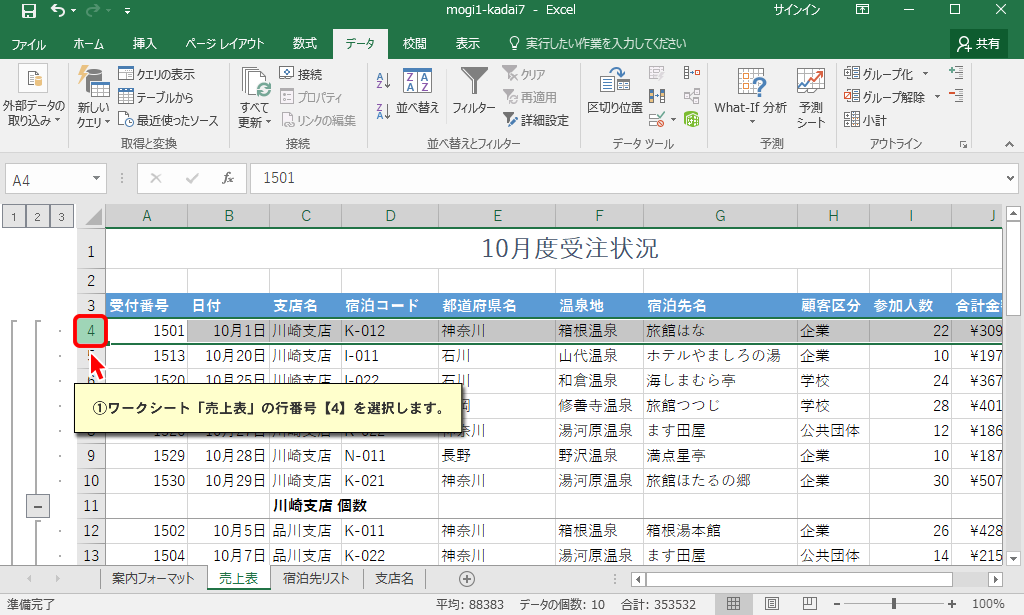 mogi1-kadai7 - Excel サインイン
ファイル ホーム 挿入 ページ レイアウト 数式 データ 校閲 表示 実行したい作業を入力してください 共有
外部データの取り込み 新しいクエリ クエリの表示 テーブルから 最近使ったソース すべて更新 接続 プロパティ リンクの編集 並べ替え フィルター クリア 再適用 詳細設定 区切り位置 What-If 分析 予測シート グループ化 グループ解除 小計
取得と変換 接続 並べ替えとフィルター データ ツール 予測 アウトライン
A4 fx 1501
1 2 3 A B C D E F G H I J
1 10月度受注状況
2
3 受付番号 日付 支店名 宿泊コード 都道府県名 温泉地 宿泊先名 顧客区分 参加人数 合計金
4 1501 10月1日 川崎支店 K-012 神奈川 箱根温泉 旅館はな 企業 22 ¥309
1513 10月20日 川崎支店 I-011 石川 山代温泉 ホテルやましろの湯 企業 10 ¥197
1520 10月25日 川崎支店 I-022 石川 和倉温泉 海しまむら亭 学校 24 ¥367
修善寺温泉 旅館つつじ 学校 28 ¥401
湯河原温泉 ます田屋 公共団体 12 ¥186
①ワークシート「売上表」の行番号【4】を選択します。
9 1529 10月28日 川崎支店 N-011 長野 野沢温泉 満点星亭 企業 10 ¥187
10 1530 10月29日 川崎支店 K-021 神奈川 湯河原温泉 旅館ほたるの郷 企業 30 ¥507
11 川崎支店 個数
12 1502 10月5日 品川支店 K-011 神奈川 箱根温泉 箱根湯本館 企業 26 ¥428
13 1504 10月7日 品川支店 K-022 神奈川 湯河原温泉 ます田屋 公共団体 14 ¥215
案内フォーマット 売上表 宿泊先リスト 支店名
準備完了 平均: 88383 データの個数: 10 合計: 353532 100%